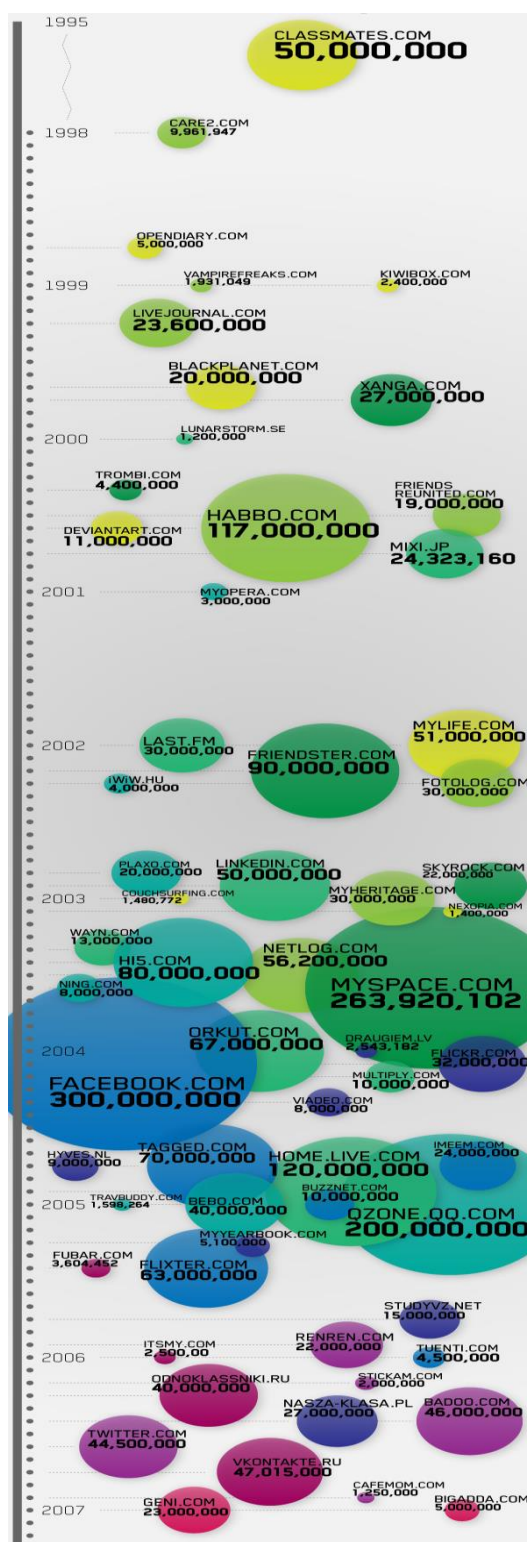 1995
CLASSMATES.COM
50,000,000
1998
CARE2.COM
9,961,947
OPENDIARY.COM
5,000,000
1999
VAMPIREFREAKS.COM
1,931,049
KIWIBOX.COM
2,400,000
LIVEJOURNAL.COM
23,600,000
BLACKPLANET.COM
20,000,000
XANGA.COM
27,000,000
2000
LUNARSTORM.SE
1,200,000
TROMBI.COM
4,400,000
HABBO.COM
117,000,000
FRIENDS
REUNITED.COM
19,000,000
DEVIANTART.COM
11,000,000
MIXI.JP
24,323,160
2001
MYOPERA.COM
3,000,000
2002
LAST.FM
30,000,000
FRIENDSTER.COM
90,000,000
MYLIFE.COM
51,000,000
iWiW.HU
4,000,000
FOTOLOG.COM
30,000,000
PLAXO.COM
20,000,000
LINKEDIN.COM
50,000,000
SKYROCK.COM
22,000,000
2003
COUCHSURFING.COM
1,480,772
MYHERITAGE.COM
30,000,000
NEXOPIA.COM
1,400,000
WAYN.COM
13,000,000
HI5.COM
80,000,000
NETLOG.COM
56,200,000
MYSPACE.COM
263,920,102
NING.COM
8,000,000
2004
ORKUT.COM
67,000,000
DRAUGIEM.LV
2,543,182
FLICKR.COM
32,000,000
FACEBOOK.COM
300,000,000
MULTIPLY.COM
10,000,000
VIADEO.COM
8,000,000
HYVES.NL
9,000,000
TAGGED.COM
70,000,000
HOME.LIVE.COM
120,000,000
IMEEM.COM
24,000,000
2005
TRAVBUDDY.COM
1,598,264
BEBO.COM
40,000,000
BUZZNET.COM
10,000,000
QZONE.QQ.COM
200,000,000
MYYEARBOOK.COM
5,100,000
FUBAR.COM
3,604,452
FLIXTER.COM
63,000,000
STUDYVZ.NET
15,000,000
2006
ITSMY.COM
2,500,00
RENREN.COM
22,000,000
TUENTI.COM
4,500,000
ODNOKLASSNIKI.RU
40,000,000
STICKAM.COM
2,000,000
NASZA-KLASA.PL
27,000,000
BADOO.COM
46,000,000
TWITTER.COM
44,500,000
VKONTAKTE.RU
47,015,000
CAFEMOM.COM
1,250,000
2007
GENI.COM
23,000,000
BIGADDA.COM
5,000,000